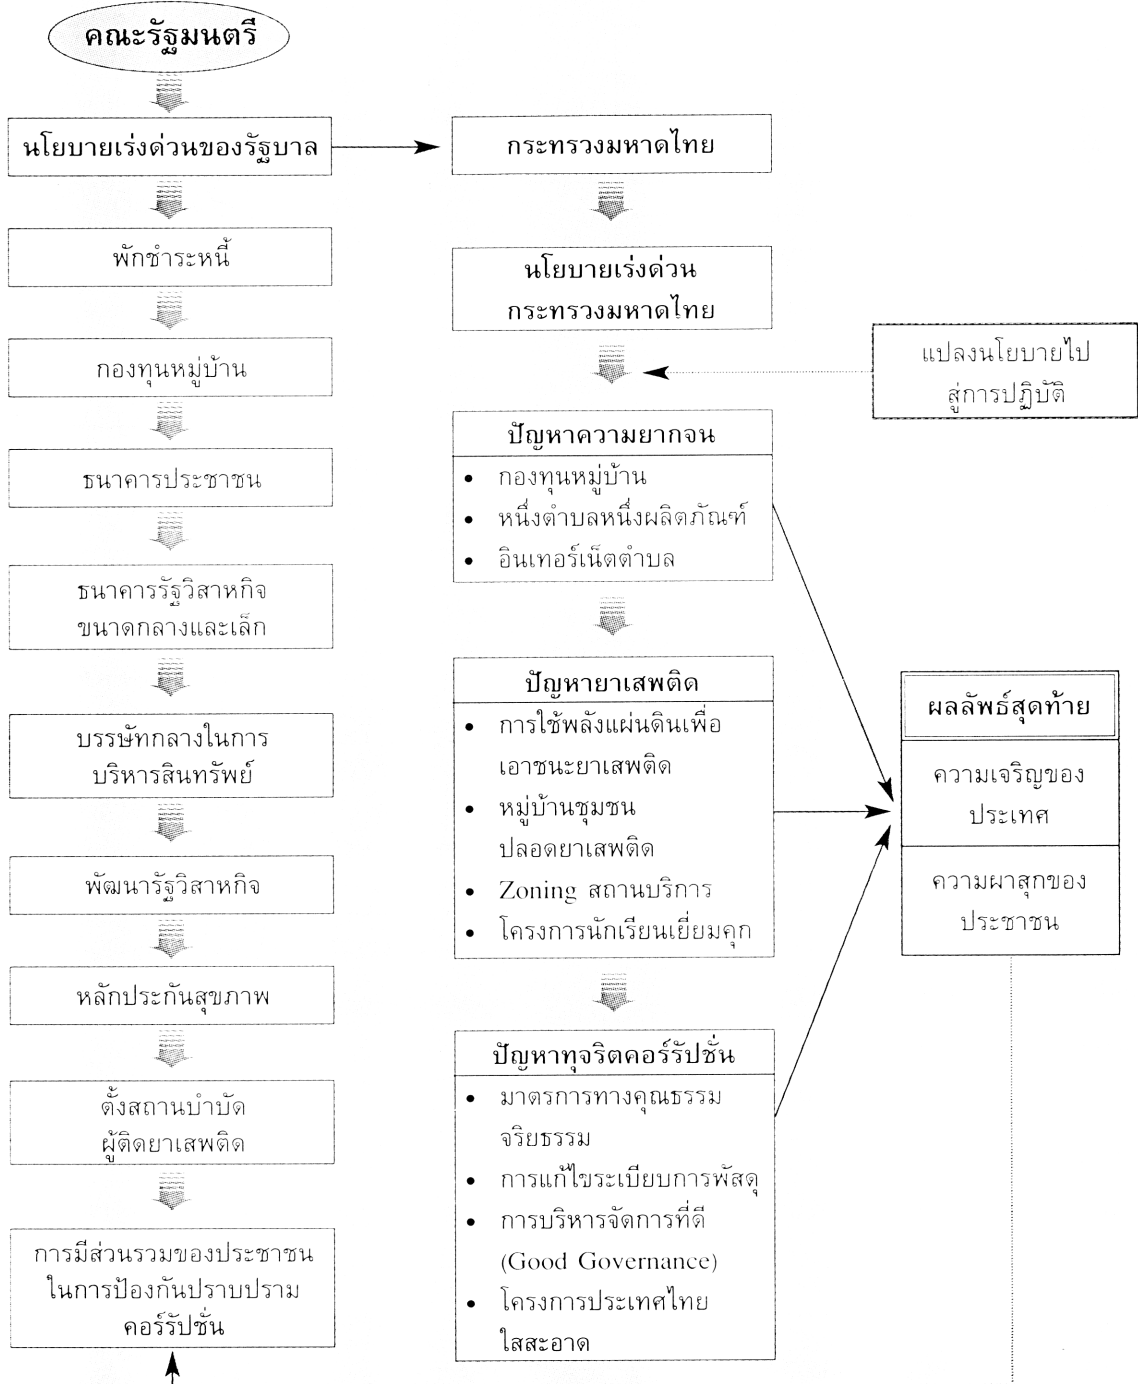 คณะรัฐมนตรี
นโยบายเร่งด่วนของรัฐบาล
พักชำระหนี้
กองทุนหมู่บ้าน
ธนาคารประชาชน
ธนาคารรัฐวิสาหกิจ
ขนาดกลางและเล็ก
บรรษัทกลางในการ
บริหารสินทรัพย์
พัฒนารัฐวิสาหกิจ
หลักประกันสุขภาพ
ตั้งสถานบำบัด
ผู้ติดยาเสพติด
การมีส่วนรวมของประชาชน
ในการป้องกันปราบปราม
คอร์รัปชั่น
กระทรวงมหาดไทย
นโยบายเร่งด่วน
กระทรวงมหาดไทย
แปลงนโยบายไป
สู่การปฏิบัติ
ปัญหาความยากจน
• กองทุนหมู่บ้าน
• หนึ่งตำบลหนึ่งผลิตภัณฑ์
• อินเทอร์เน็ตตำบล
ปัญหายาเสพติด
• การใช้พลังแผ่นดินเพื่อ
เอาชนะยาเสพติด
• หมู่บ้านชุมชน
ปลอดยาเสพติด
• Zoning สถานบริการ
• โครงการนักเรียนเยี่ยมคุก
ปัญหาทุจริตคอร์รัปชั่น
• มาตรการทางคุณธรรม
จริยธรรม
• การแก้ไขระเบียบการพัสดุ
• การบริหารจัดการที่ดี
(Good Governance)
• โครงการประเทศไทย
ใสสะอาด
ผลลัพธ์สุดท้าย
ความเจริญของ
ประเทศ
ความผาสุกของ
ประชาชน